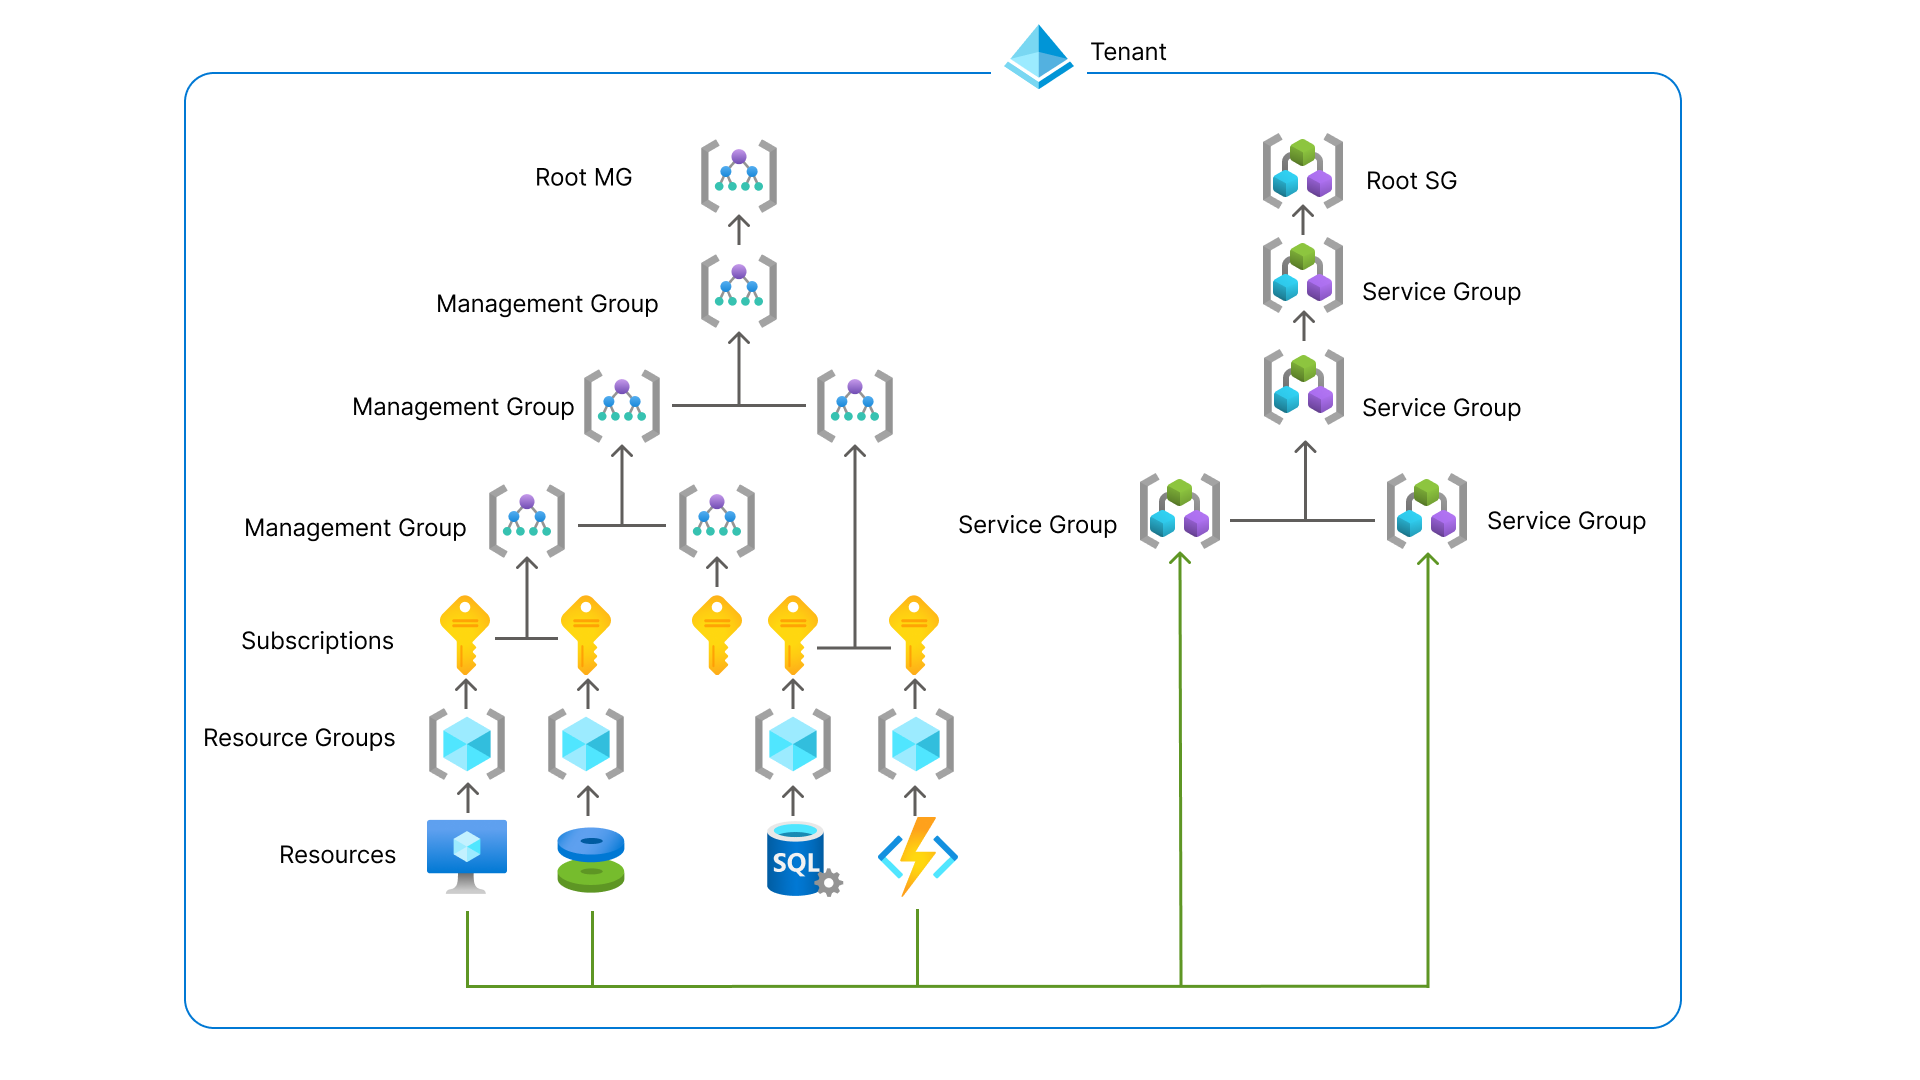 Tenant
Root MG
Root SG
Management Group
Service Group
Management Group
Service Group
Management Group
Service Group
Service Group
Subscriptions
Resource Groups
Resources
SQL